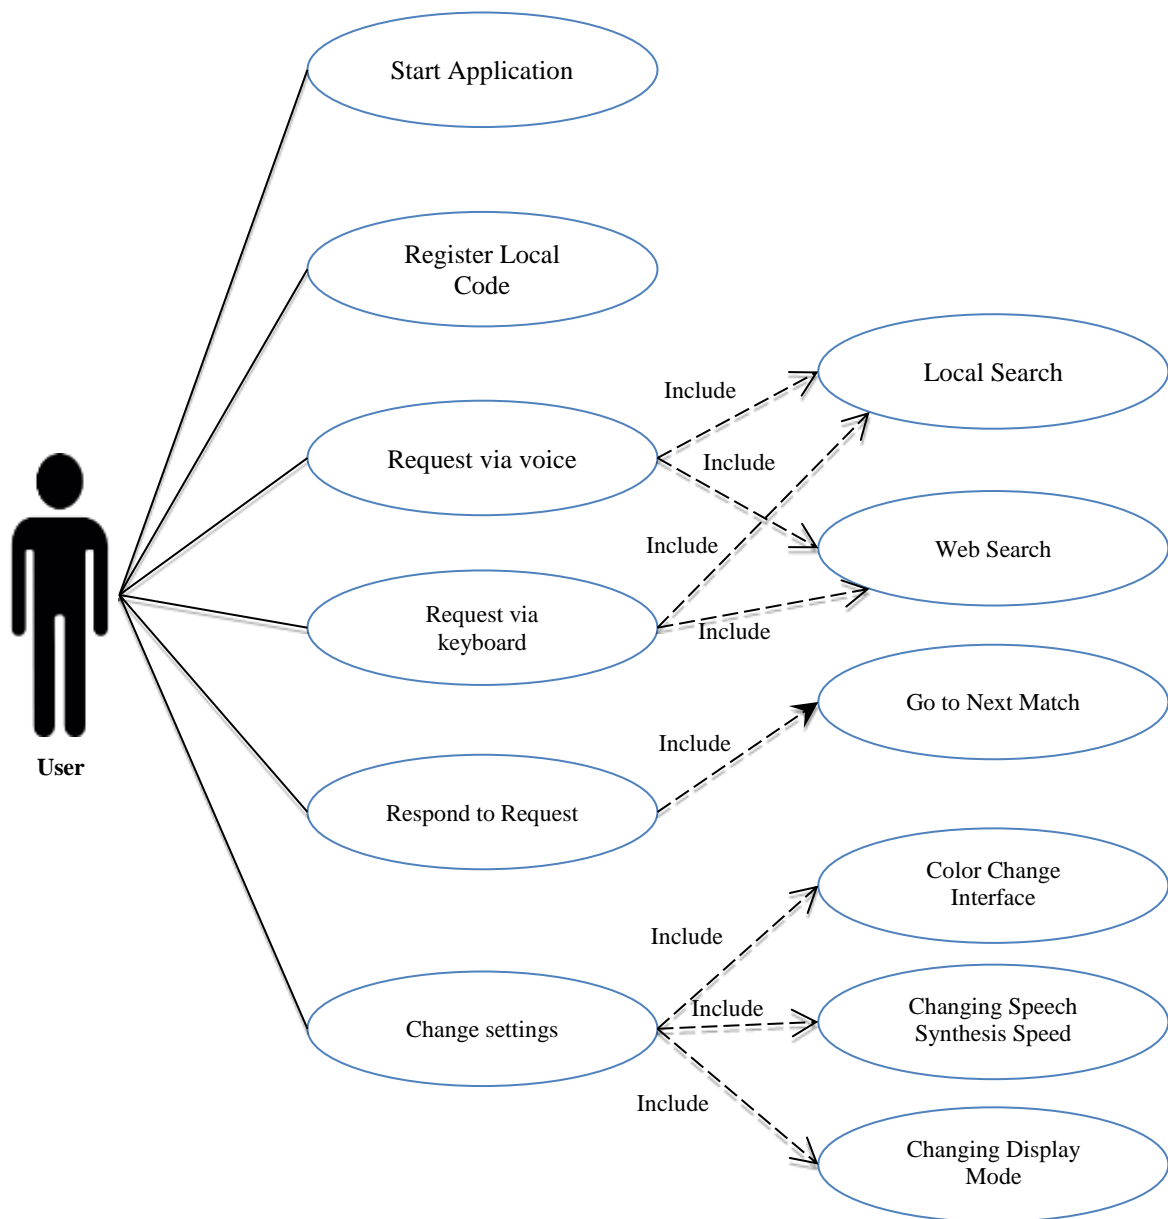 Start Application
Register Local
Code
Local Search
Include
Request via voice
Include
Include
Web Search
Request via
keyboard
Include
Go to Next Match
Include
User
Respond to Request
Color Change
Interface
Include
Include
Changing Speech
Synthesis Speed
Change settings
Include
Changing Display
Mode